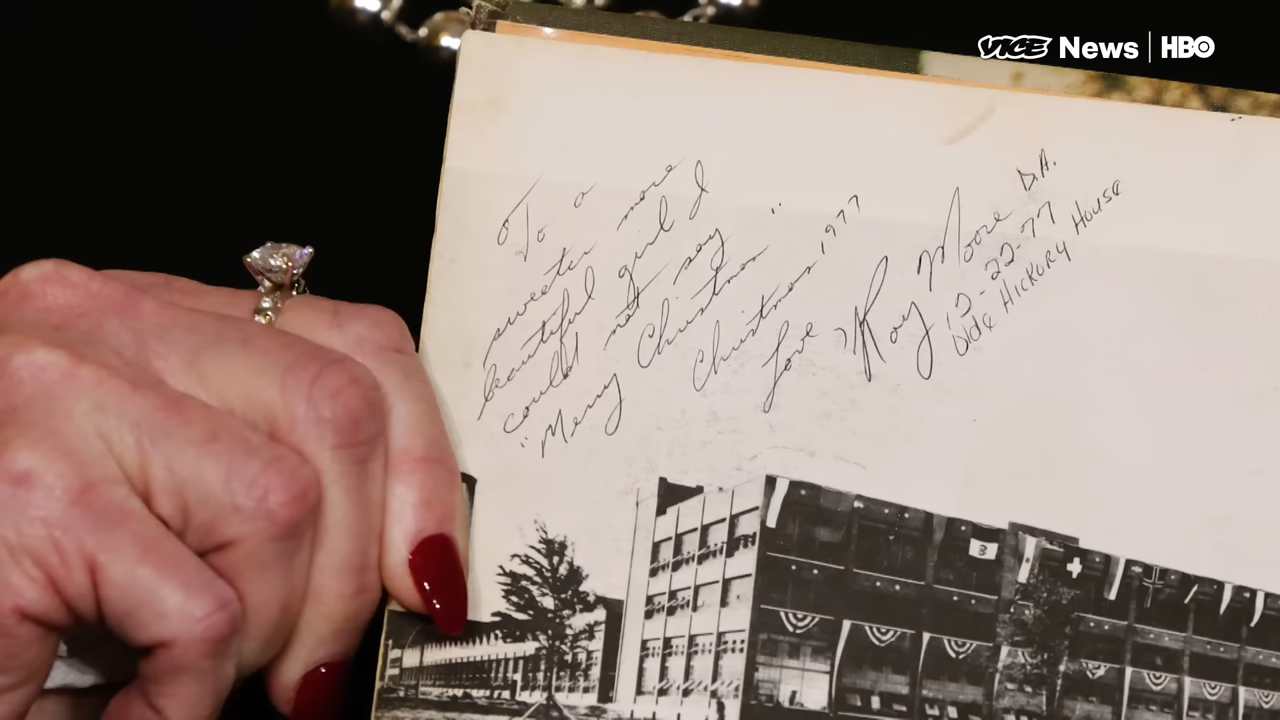 VICE News | HBO
To a
sweeter more
beautiful girl I
could not say
"Merry Christmas"
Christmas 1977
Love
Roy Moore D.A.
12-22-77
Olde Hickory House
B